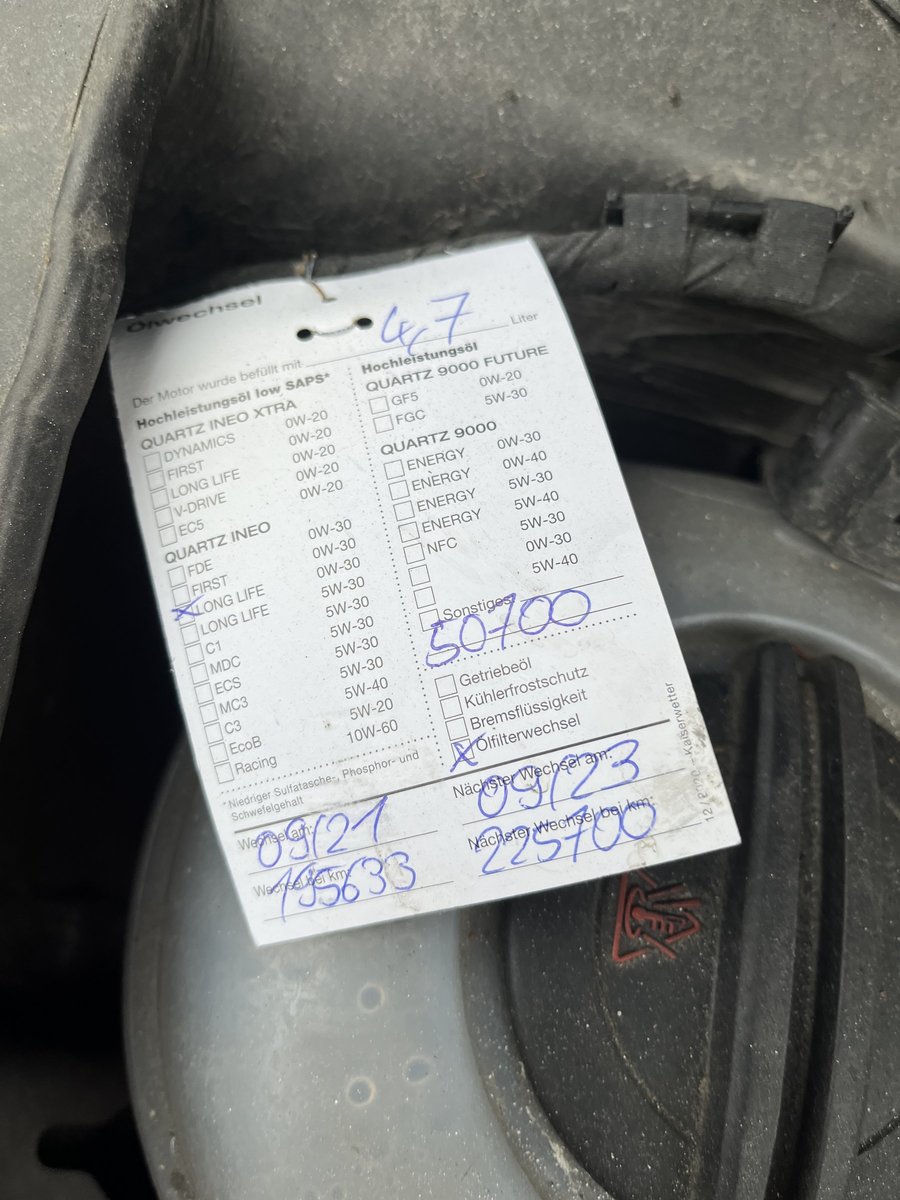 Ölwechsel
Der Motor wurde befüllt mit 4,7 Liter
Hochleistungsöl low SAPS*
QUARTZ INEO XTRA
DYNAMICS 0W-20
FIRST 0W-20
LONG LIFE 0W-20
V-DRIVE 0W-20
EC5 0W-20
QUARTZ INEO
FDE 0W-30
FIRST 0W-30
LONG LIFE 0W-30
LONG LIFE 5W-30
C1 5W-30
MDC 5W-30
ECS 5W-30
MC3 5W-30
C3 5W-40
EcoB 5W-20
Racing 10W-60
*Niedriger Sulfatasche-, Phosphor- und
Schwefelgehalt
Hochleistungsöl
QUARTZ 9000 FUTURE
GF5 0W-20
FGC 5W-30
QUARTZ 9000
ENERGY 0W-30
ENERGY 0W-40
ENERGY 5W-30
ENERGY 5W-40
NFC 5W-30
0W-30
5W-40
Sonstiges
50700
Getriebeöl
Kühlerfrostschutz
Bremsflüssigkeit
Ölfilterwechsel
Wechsel am: 09/21
Nächster Wechsel am: 09/23
Wechsel bei km: 195633
Nächster Wechsel bei km: 225700
Kaiserwetter